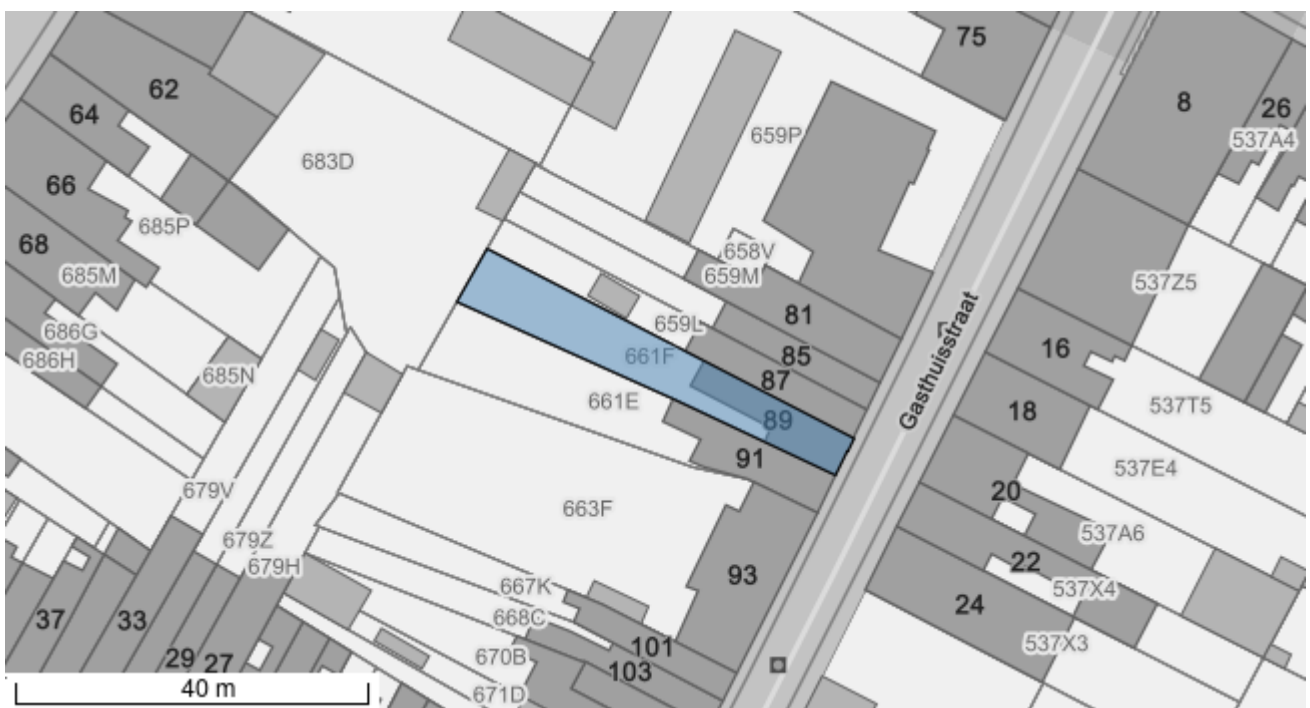 75
62
8
26
64
659P
537A4
683D
66
685P
68
658V
685M
659M
537Z5
81
659L
686G
16
85
661F
686H
685N
87
Gasthuisstraat
661E
537T5
89
18
91
537E4
679V
20
663F
537A6
679Z
22
679H
93
667K
537X4
24
37
33
668C
537X3
101
29
27
670B
103
40 m
671D